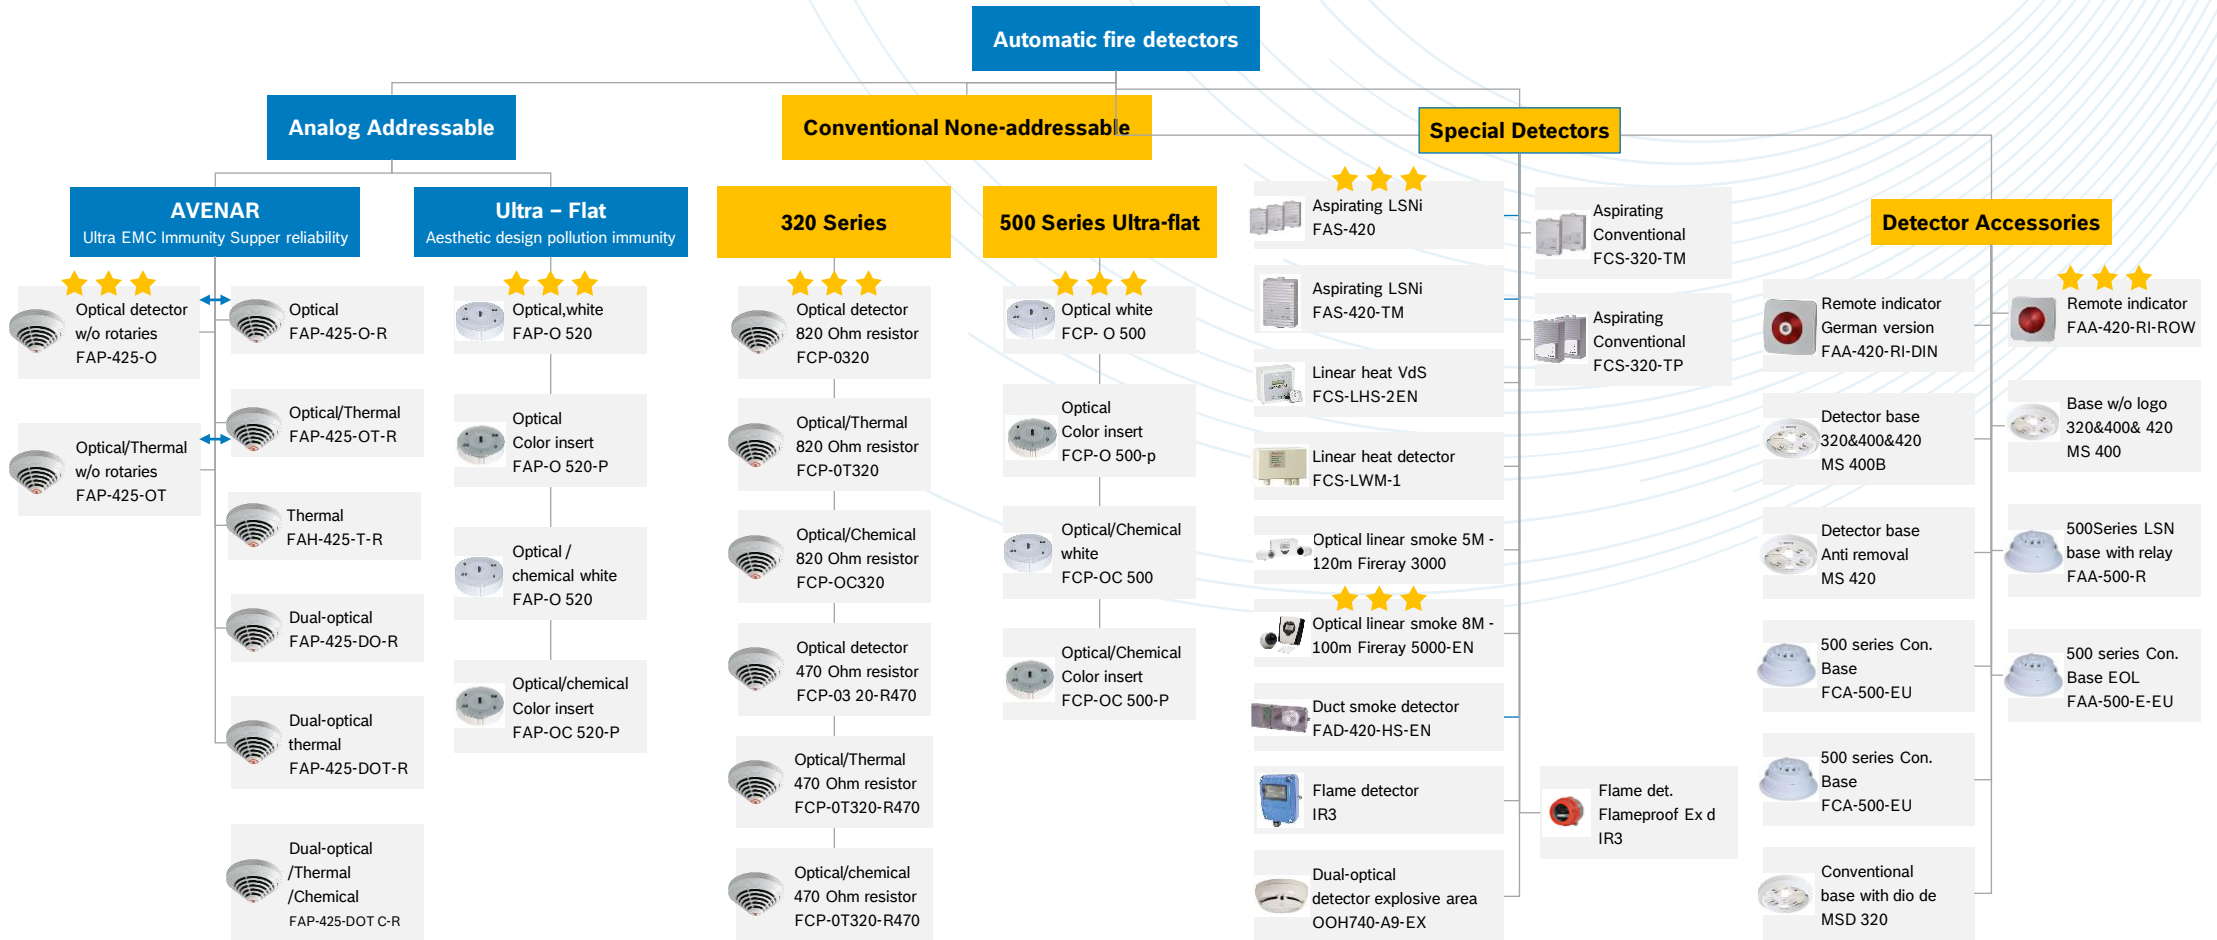 Automatic fire detectors
Analog Addressable
Conventional None-addressable
Special Detectors
AVENAR
Ultra EMC Immunity Supper reliability
Ultra – Flat
Aesthetic design pollution immunity
320 Series
500 Series Ultra-flat
Detector Accessories
Optical detector
w/o rotaries
FAP-425-O
Optical/Thermal
w/o rotaries
FAP-425-OT
Optical
FAP-425-O-R
Optical/Thermal
FAP-425-OT-R
Thermal
FAH-425-T-R
Dual-optical
FAP-425-DO-R
Dual-optical
thermal
FAP-425-DOT-R
Dual-optical
/Thermal
/Chemical
FAP-425-DOT C-R
Optical,white
FAP-O 520
Optical
Color insert
FAP-O 520-P
Optical /
chemical white
FAP-O 520
Optical/chemical
Color insert
FAP-OC 520-P
Optical detector
820 Ohm resistor
FCP-0320
Optical/Thermal
820 Ohm resistor
FCP-0T320
Optical/Chemical
820 Ohm resistor
FCP-OC320
Optical detector
470 Ohm resistor
FCP-03 20-R470
Optical/Thermal
470 Ohm resistor
FCP-0T320-R470
Optical/chemical
470 Ohm resistor
FCP-0T320-R470
Optical white
FCP- O 500
Optical
Color insert
FCP-O 500-p
Optical/Chemical
white
FCP-OC 500
Optical/Chemical
Color insert
FCP-OC 500-P
Aspirating LSNi
FAS-420
Aspirating LSNi
FAS-420-TM
Linear heat VdS
FCS-LHS-2EN
Linear heat detector
FCS-LWM-1
Optical linear smoke 5M -
120m Fireray 3000
Optical linear smoke 8M -
100m Fireray 5000-EN
Duct smoke detector
FAD-420-HS-EN
Flame detector
IR3
Dual-optical
detector explosive area
OOH740-A9-EX
Aspirating
Conventional
FCS-320-TM
Aspirating
Conventional
FCS-320-TP
Flame det.
Flameproof Ex d
IR3
Remote indicator
German version
FAA-420-RI-DIN
Detector base
320&400&420
MS 400B
Detector base
Anti removal
MS 420
500 series Con.
Base
FCA-500-EU
500 series Con.
Base
FCA-500-EU
Conventional
base with dio de
MSD 320
Remote indicator
FAA-420-RI-ROW
Base w/o logo
320&400& 420
MS 400
500Series LSN
base with relay
FAA-500-R
500 series Con.
Base EOL
FAA-500-E-EU